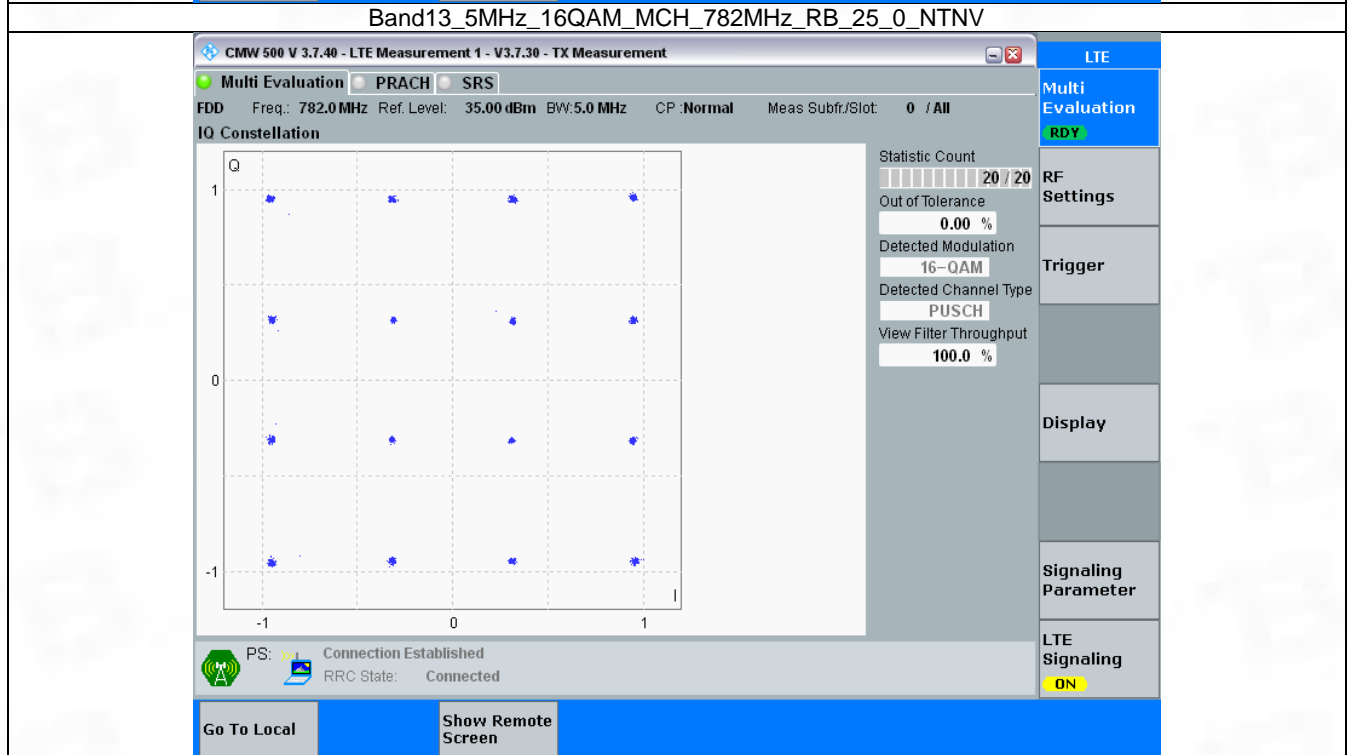 Band13_5MHz_16QAM_MCH_782MHz_RB_25_0_NTNV
CMW 500 V 3.7.40 - LTE Measurement 1 - V3.7.30 - TX Measurement
LTE
Multi Evaluation PRACH SRS
Multi
Evaluation
RDY
FDD Freq.: 782.0 MHz Ref. Level: 35.00 dBm BW: 5.0 MHz CP : Normal Meas Subfr./Slot: 0 / All
IQ Constellation
Q
1
0
-1
I
-1 0 1
Statistic Count
20 / 20
Out of Tolerance
0.00 %
Detected Modulation
16-QAM
Detected Channel Type
PUSCH
View Filter Throughput
100.0 %
RF
Settings
Trigger
Display
Signaling
Parameter
LTE
Signaling
ON
PS: Connection Established
RRC State: Connected
Go To Local
Show Remote
Screen